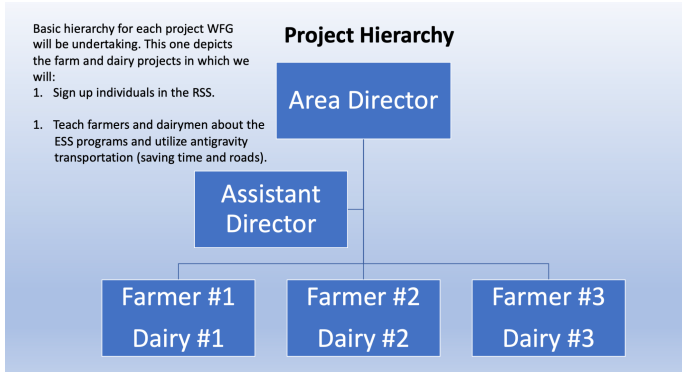 Basic hierarchy for each project WFG
will be undertaking. This one depicts
the farm and dairy projects in which we
will:
1. Sign up individuals in the RSS.
1. Teach farmers and dairymen about the
ESS programs and utilize antigravity
transportation (saving time and roads).
Project Hierarchy
Area Director
Assistant
Director
Farmer #1
Dairy #1
Farmer #2
Dairy #2
Farmer #3
Dairy #3